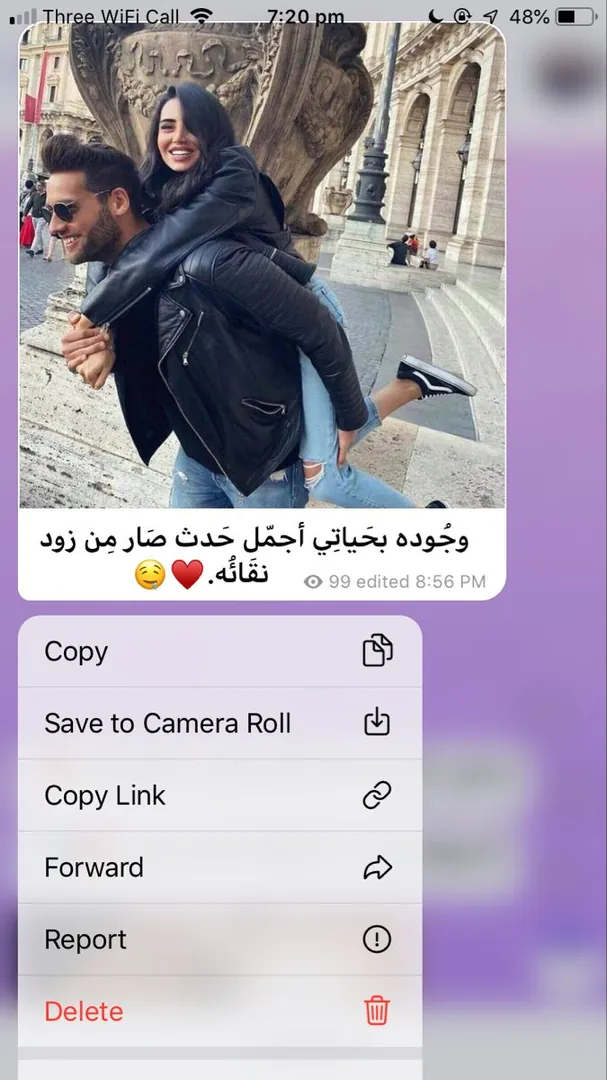 Three WiFi Call 7:20 pm 48%
وجُوده بحَياتِي أجمّل حَدث صَار مِن زود
نقَائُه.♥️🤤 99 edited 8:56 PM
Copy
Save to Camera Roll
Copy Link
Forward
Report
Delete